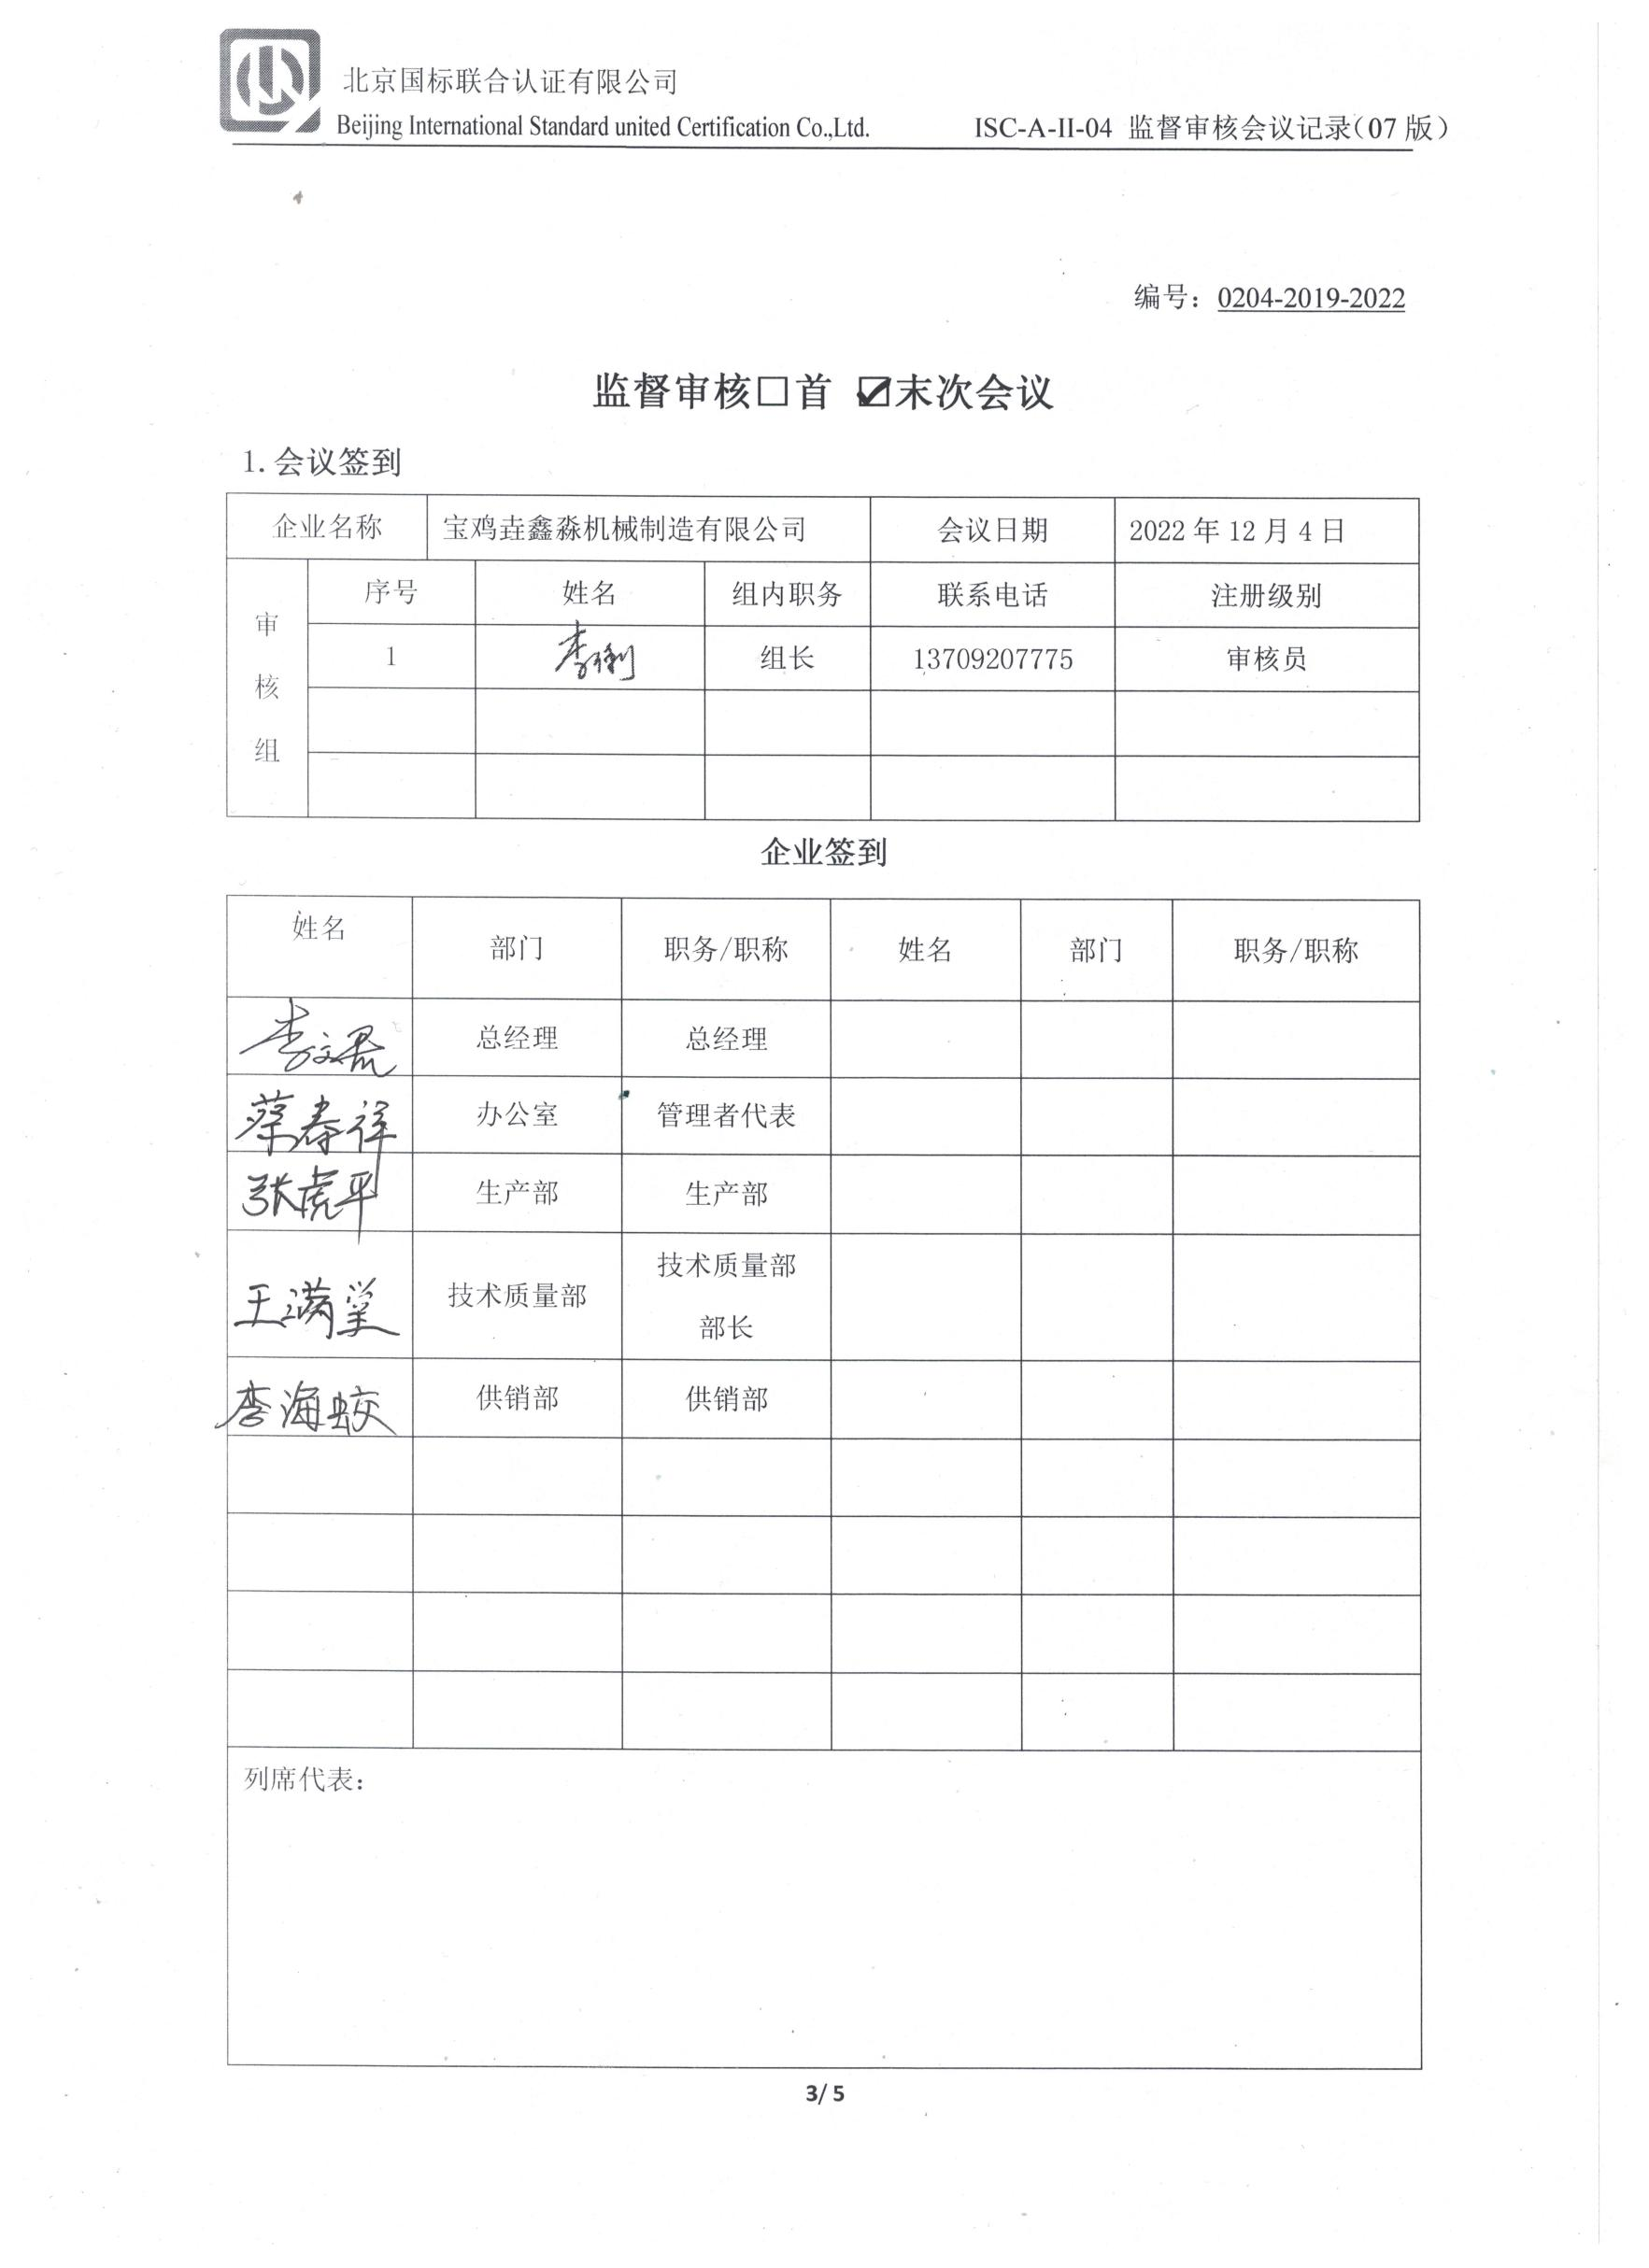 北京国标联合认证有限公司
Beijing International Standard united Certification Co.,Ltd. ISC-A-II-04 监督审核会议记录（07版）
编号：0204-2019-2022
监督审核□首 ☑末次会议
1.会议签到
企业名称 宝鸡垚鑫淼机械制造有限公司 会议日期 2022年12月4日
审核组 序号 姓名 组内职务 联系电话 注册级别
1 李俐 组长 13709207775 审核员
企业签到
姓名 部门 职务/职称 姓名 部门 职务/职称
李文 总经理 总经理
蔡春祥 办公室 管理者代表
张虎平 生产部 生产部
王满堂 技术质量部 技术质量部
部长
李海蛟 供销部 供销部
列席代表：
3/ 5